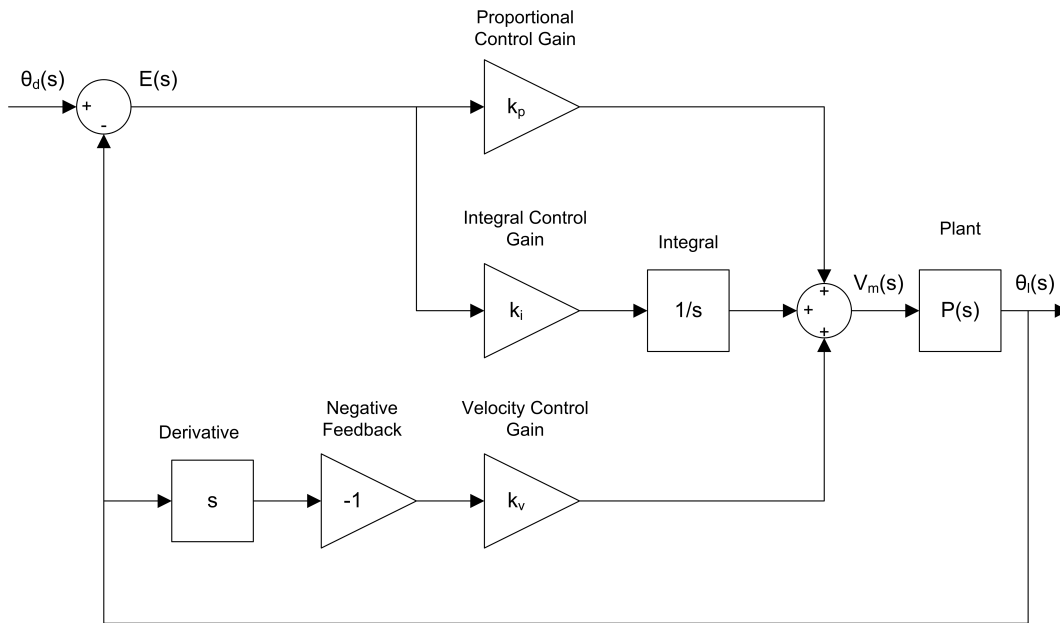 Proportional
Control Gain
θd(s)
E(s)
+
-
kp
Integral Control
Gain
Integral
Plant
ki
1/s
+
+
+
Vm(s)
P(s)
θl(s)
Derivative
Negative
Feedback
Velocity Control
Gain
s
-1
kv